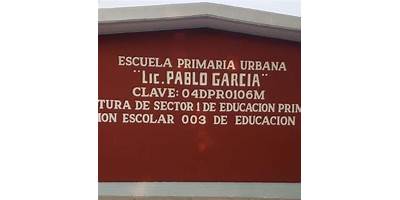 ESCUELA PRIMARIA URBANA
"LIC. PABLO GARCIA"
CLAVE: 04DPR0106M
TURA DE SECTOR 1 DE EDUCACION PRIM
ION ESCOLAR 003 DE EDUCACION